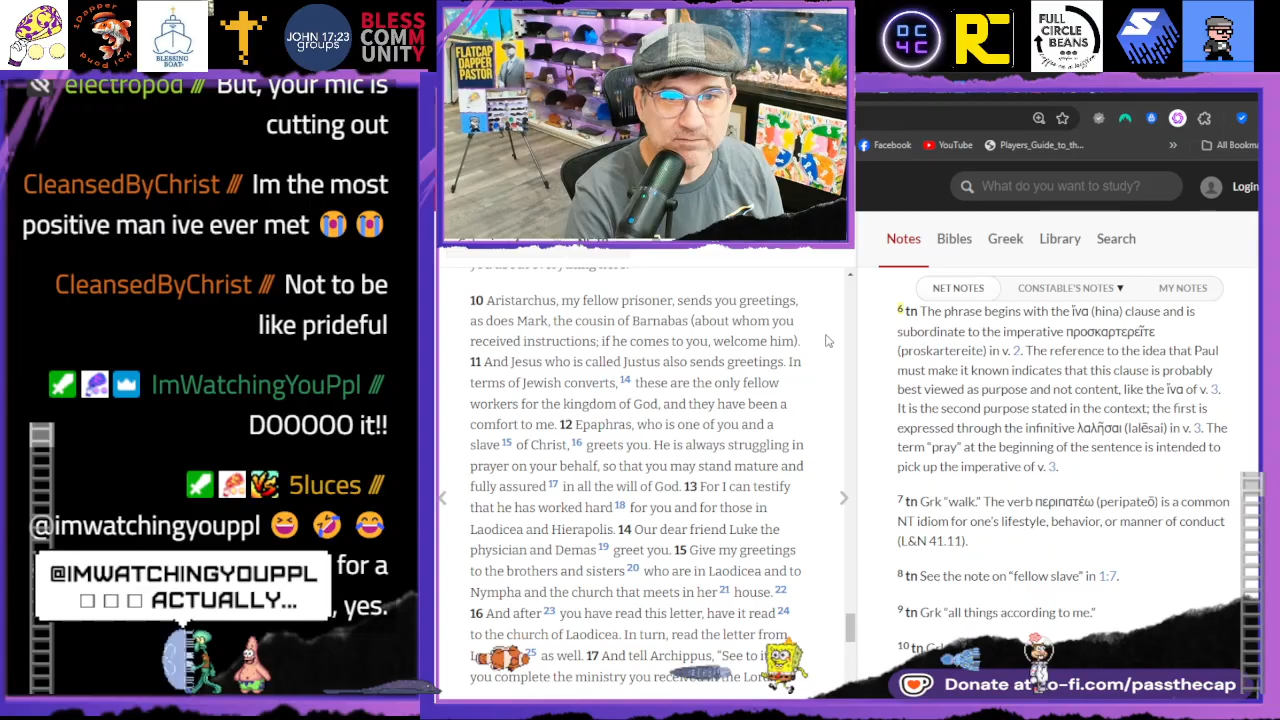 1DAPPER
Koi Pond
BLESSING BOAT
JOHN 17:23
groups
BLESS
COMM
UNITY
OC
4C
RC
FULL
CIRCLE
BEANS
electropod /// But, your mic is
cutting out
CleansedByChrist /// Im the most
positive man ive ever met 😭 😭
CleansedByChrist /// Not to be
like prideful
ImWatchingYouPpl ///
DOOOOO it!!
5luces ///
@imwatchingyouppl 😆 🤣 😂
for a
, yes.
@IMWATCHINGYOUPPL
□ □ □ ACTUALLY...
FLATCAP
DAPPER
PASTOR
10 Aristarchus, my fellow prisoner, sends you greetings,
as does Mark, the cousin of Barnabas (about whom you
received instructions; if he comes to you, welcome him).
11 And Jesus who is called Justus also sends greetings. In
terms of Jewish converts, 14 these are the only fellow
workers for the kingdom of God, and they have been a
comfort to me. 12 Epaphras, who is one of you and a
slave 15 of Christ, 16 greets you. He is always struggling in
prayer on your behalf, so that you may stand mature and
fully assured 17 in all the will of God. 13 For I can testify
that he has worked hard 18 for you and for those in
Laodicea and Hierapolis. 14 Our dear friend Luke the
physician and Demas 19 greet you. 15 Give my greetings
to the brothers and sisters 20 who are in Laodicea and to
Nympha and the church that meets in her 21 house. 22
16 And after 23 you have read this letter, have it read 24
to the church of Laodicea. In turn, read the letter from
25 as well. 17 And tell Archippus, “See to it
you complete the ministry you received in the Lord
Facebook YouTube Players_Guide_to_th... » All Bookma
What do you want to study? Login
Notes Bibles Greek Library Search
NET NOTES CONSTABLE'S NOTES ▼ MY NOTES
6 tn The phrase begins with the ἵνα (hina) clause and is
subordinate to the imperative προσκαρτερεῖτε
(proskartereite) in v. 2. The reference to the idea that Paul
must make it known indicates that this clause is probably
best viewed as purpose and not content, like the ἵνα of v. 3.
It is the second purpose stated in the context; the first is
expressed through the infinitive λαλῆσαι (lalēsai) in v. 3. The
term “pray” at the beginning of the sentence is intended to
pick up the imperative of v. 3.
7 tn Grk “walk.” The verb περιπατέω (peripateō) is a common
NT idiom for one’s lifestyle, behavior, or manner of conduct
(L&N 41.11).
8 tn See the note on “fellow slave” in 1:7.
9 tn Grk “all things according to me.”
10 tn
Donate at ko-fi.com/passthecap